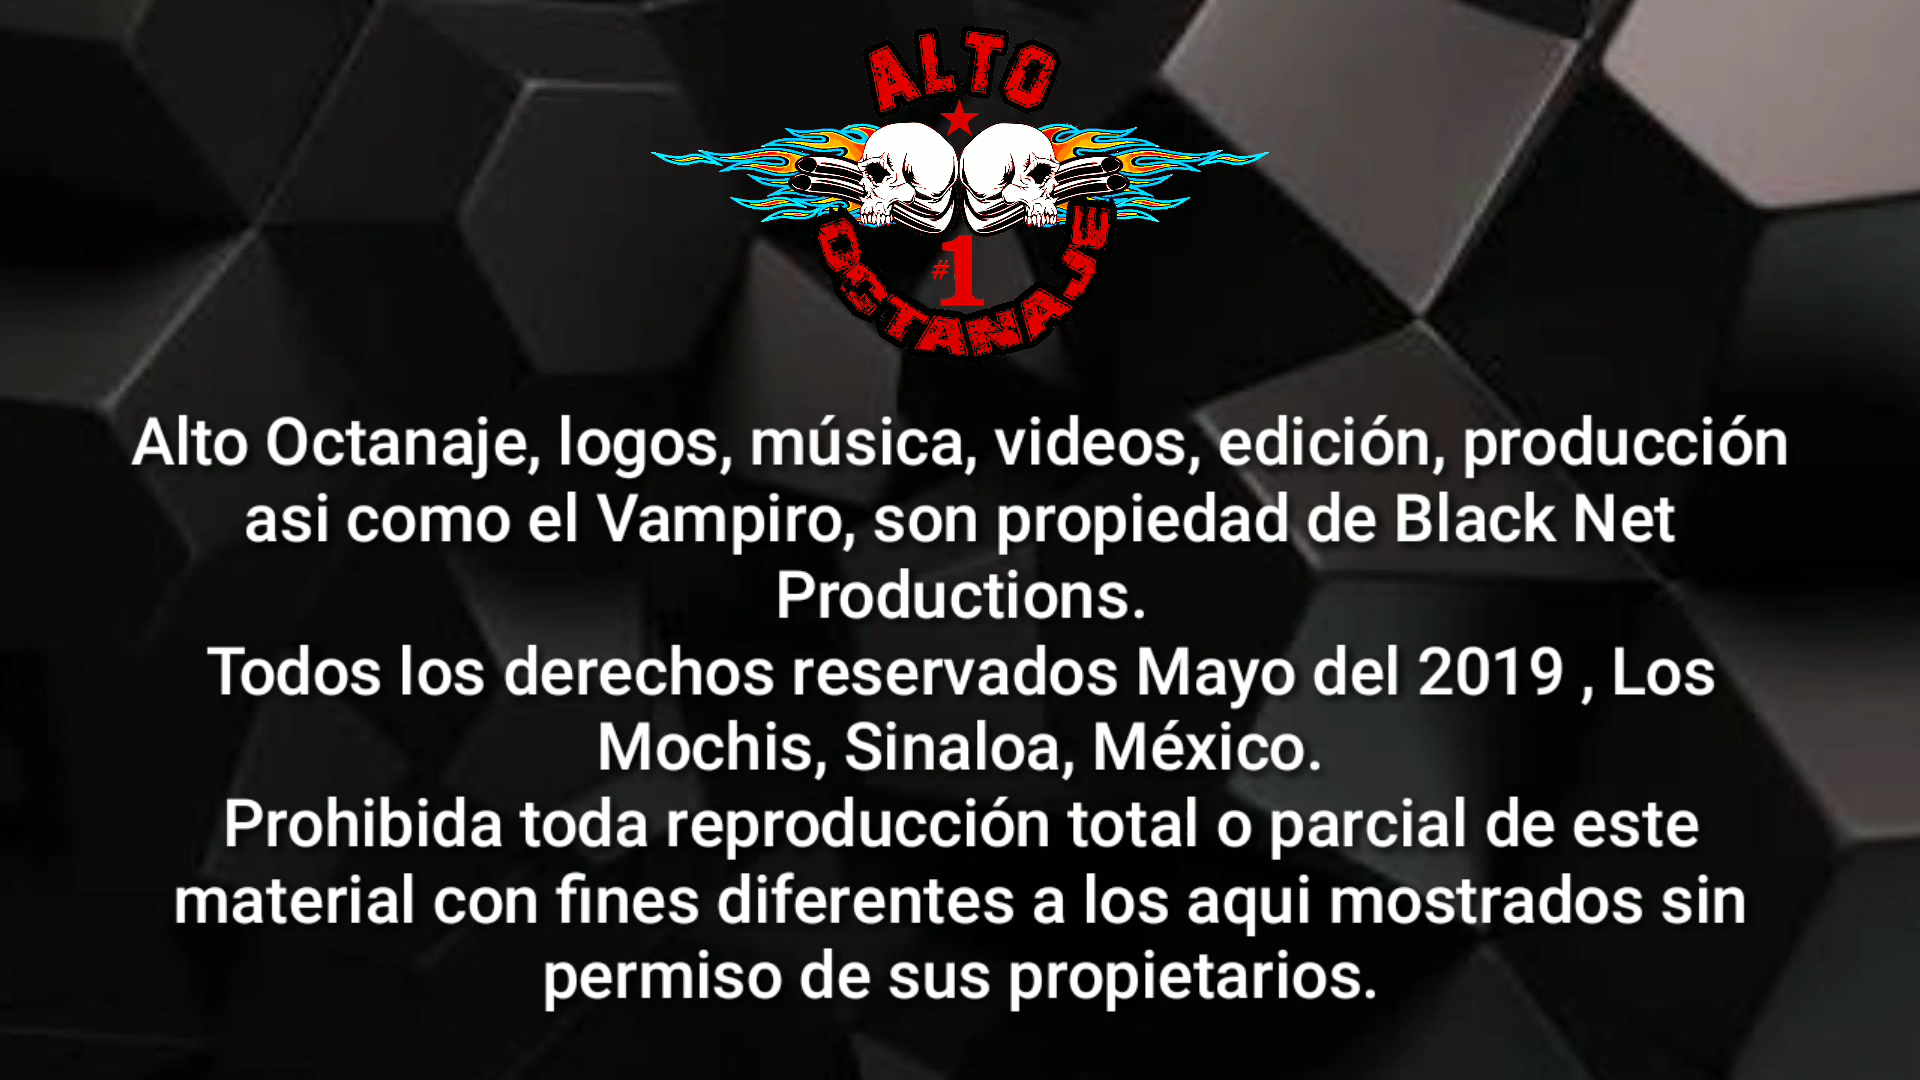 ALTO
#1
OCTANAJE
Alto Octanaje, logos, música, videos, edición, producción
asi como el Vampiro, son propiedad de Black Net
Productions.
Todos los derechos reservados Mayo del 2019 , Los
Mochis, Sinaloa, México.
Prohibida toda reproducción total o parcial de este
material con fines diferentes a los aqui mostrados sin
permiso de sus propietarios.